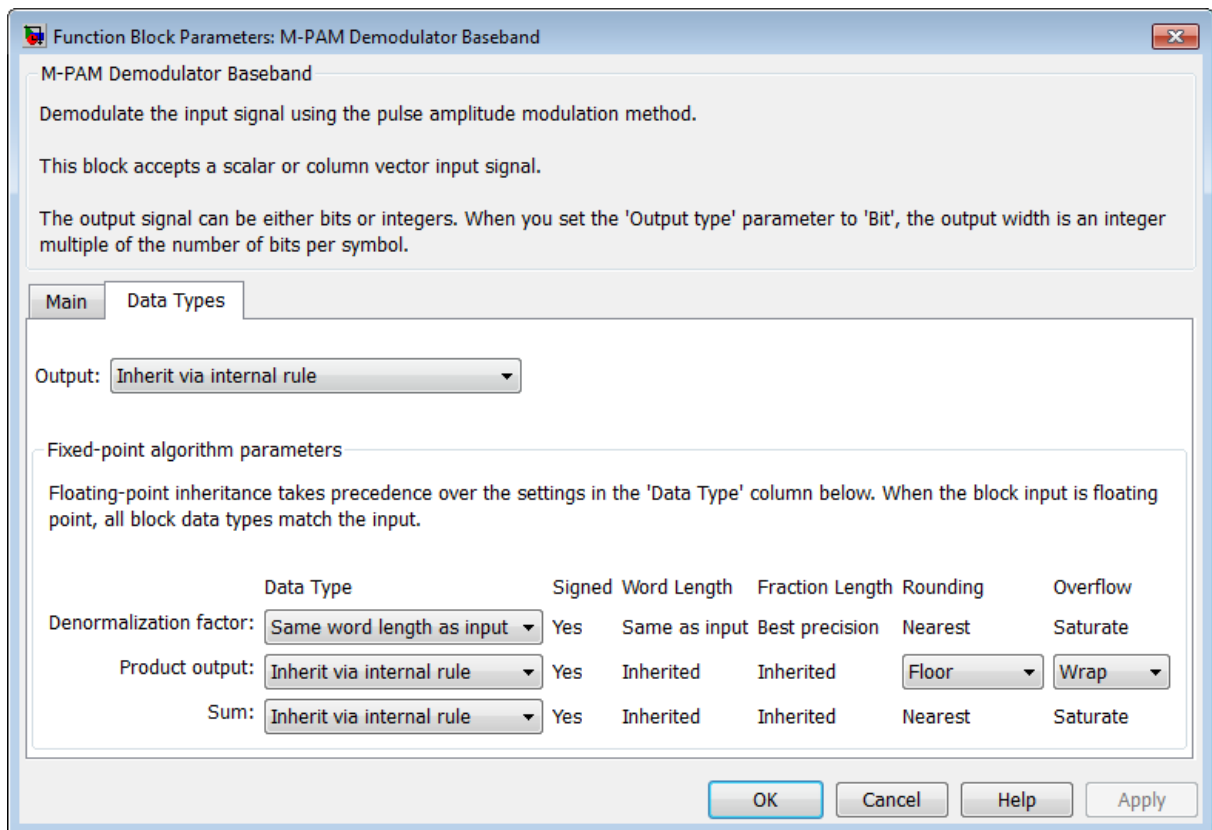 Function Block Parameters: M-PAM Demodulator Baseband
M-PAM Demodulator Baseband
Demodulate the input signal using the pulse amplitude modulation method.
This block accepts a scalar or column vector input signal.
The output signal can be either bits or integers. When you set the 'Output type' parameter to 'Bit', the output width is an integer
multiple of the number of bits per symbol.
Main Data Types
Output: Inherit via internal rule
Fixed-point algorithm parameters
Floating-point inheritance takes precedence over the settings in the 'Data Type' column below. When the block input is floating
point, all block data types match the input.
Data Type Signed Word Length Fraction Length Rounding Overflow
Denormalization factor: Same word length as input Yes Same as input Best precision Nearest Saturate
Product output: Inherit via internal rule Yes Inherited Inherited Floor Wrap
Sum: Inherit via internal rule Yes Inherited Inherited Nearest Saturate
OK Cancel Help Apply